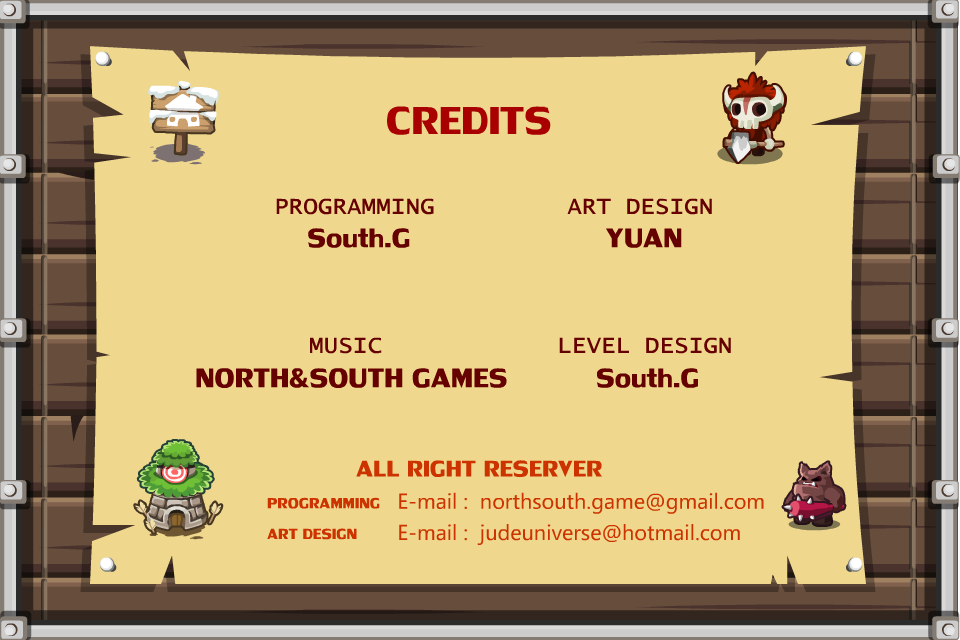 CREDITS
PROGRAMMING
South.G
ART DESIGN
YUAN
MUSIC
NORTH&SOUTH GAMES
LEVEL DESIGN
South.G
ALL RIGHT RESERVER
PROGRAMMING E-mail : northsouth.game@gmail.com
ART DESIGN E-mail : judeuniverse@hotmail.com